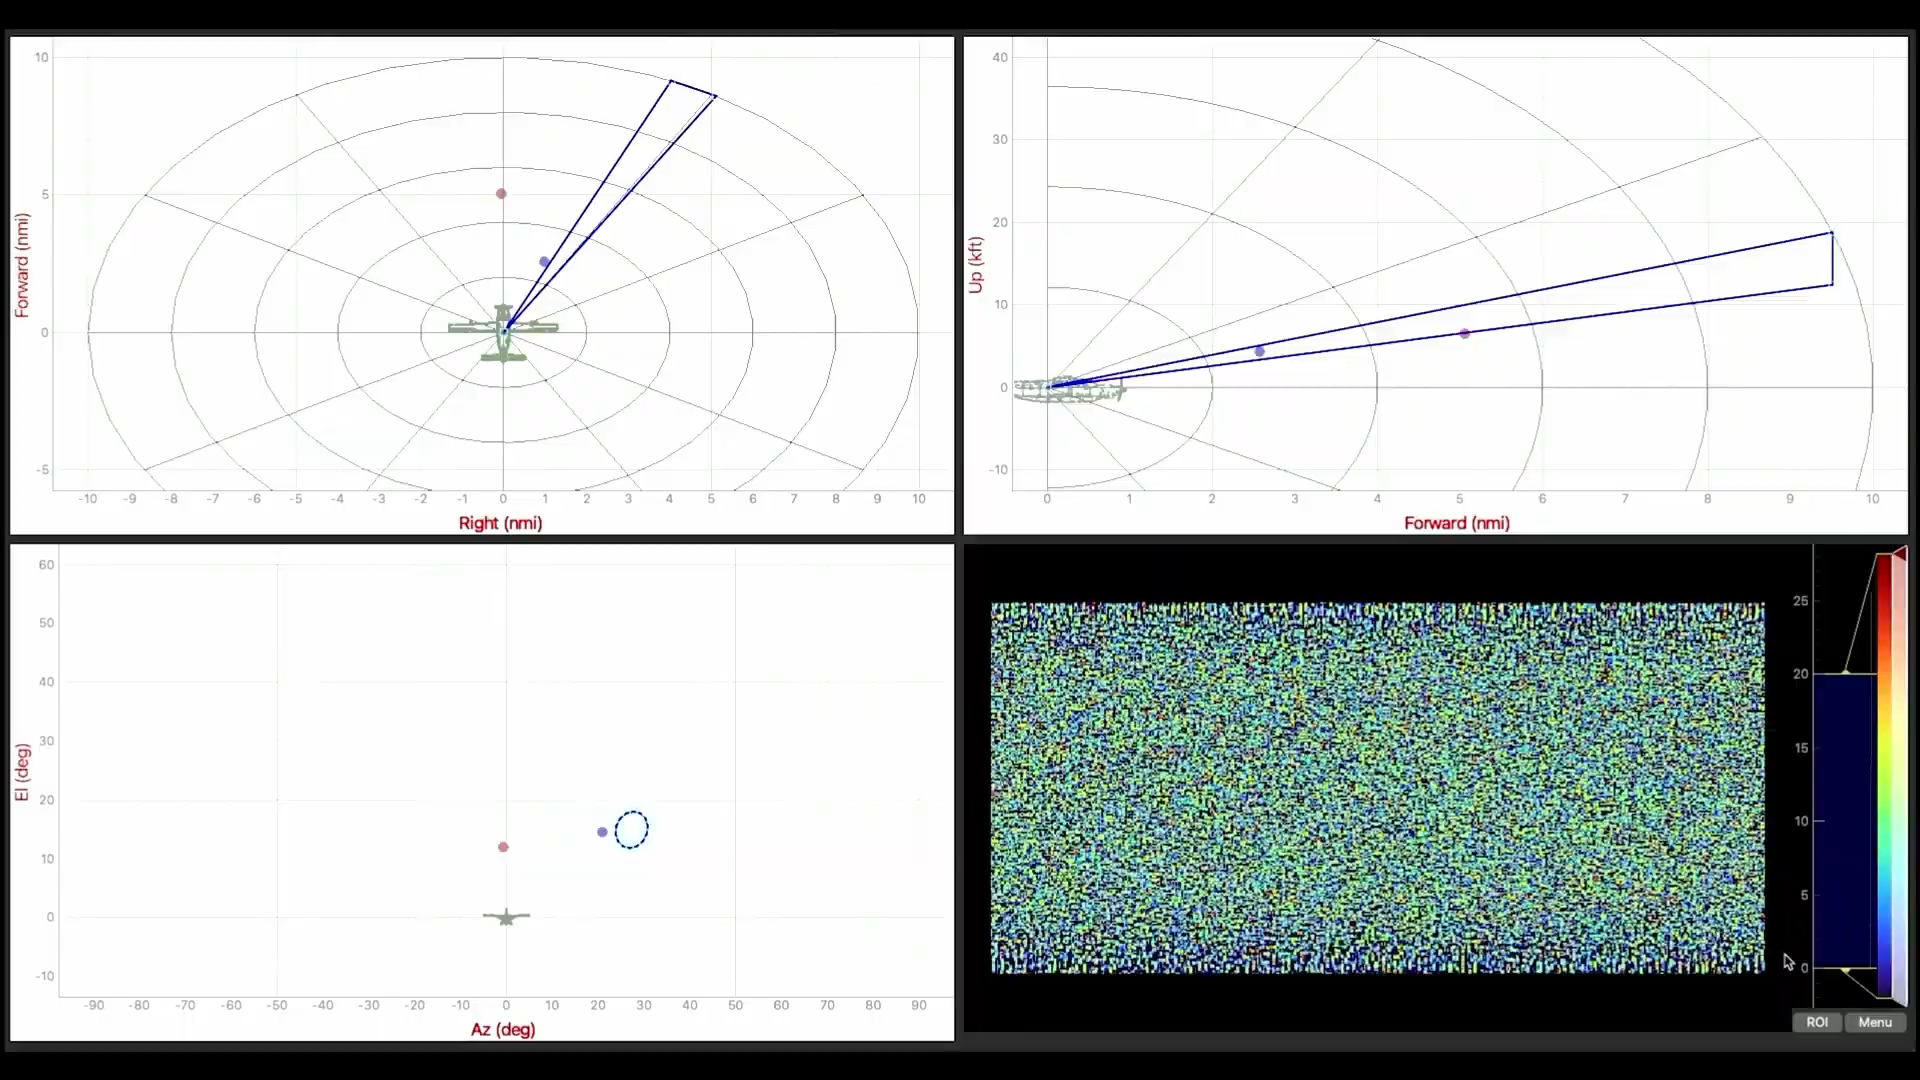 10
5
0
-5
Forward (nmi)
-10 -9 -8 -7 -6 -5 -4 -3 -2 -1 0 1 2 3 4 5 6 7 8 9 10
Right (nmi)
40
30
20
10
0
-10
Up (kft)
0 1 2 3 4 5 6 7 8 9 10
Forward (nmi)
60
50
40
30
20
10
0
-10
El (deg)
-90 -80 -70 -60 -50 -40 -30 -20 -10 0 10 20 30 40 50 60 70 80 90
Az (deg)
25
20
15
10
5
0
ROI Menu